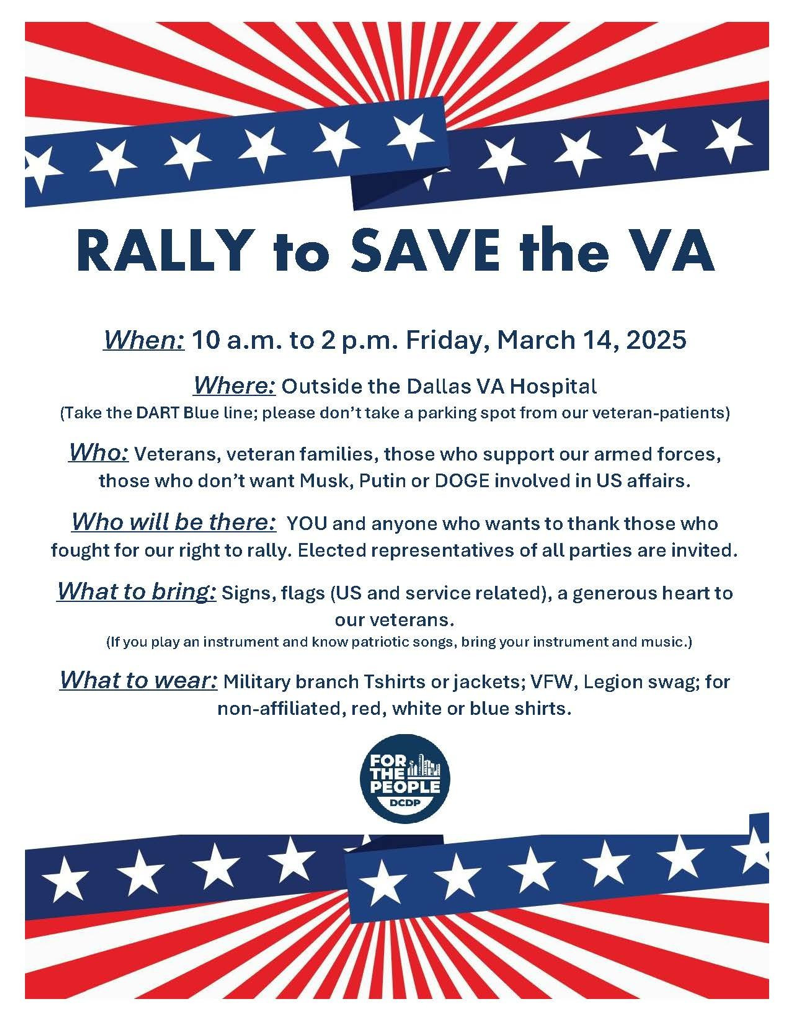 RALLY to SAVE the VA
When: 10 a.m. to 2 p.m. Friday, March 14, 2025
Where: Outside the Dallas VA Hospital
(Take the DART Blue line; please don’t take a parking spot from our veteran-patients)
Who: Veterans, veteran families, those who support our armed forces,
those who don’t want Musk, Putin or DOGE involved in US affairs.
Who will be there: YOU and anyone who wants to thank those who
fought for our right to rally. Elected representatives of all parties are invited.
What to bring: Signs, flags (US and service related), a generous heart to
our veterans.
(If you play an instrument and know patriotic songs, bring your instrument and music.)
What to wear: Military branch Tshirts or jackets; VFW, Legion swag; for
non-affiliated, red, white or blue shirts.
FOR
THE
PEOPLE
DCDP